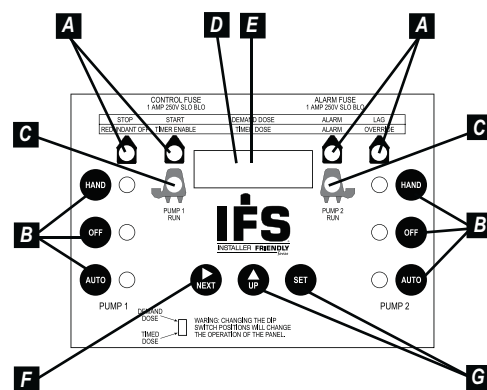 A
D
E
A
CONTROL FUSE
1 AMP 250V SLO BLO
ALARM FUSE
1 AMP 250V SLO BLO
STOP START DEMAND DOSE ALARM LAG
REDUNDANT OFF TIMER ENABLE TIMED DOSE ALARM OVERRIDE
C
C
HAND
HAND
PUMP 1
RUN
PUMP 2
RUN
B
OFF
IFS
OFF
B
INSTALLER FRIENDLY
Series
AUTO
NEXT
UP
SET
AUTO
PUMP 1
PUMP 2
DEMAND
DOSE
TIMED
DOSE
WARING: CHANGING THE DIP
SWITCH POSITIONS WILL CHANGE
THE OPERATION OF THE PANEL.
F
G